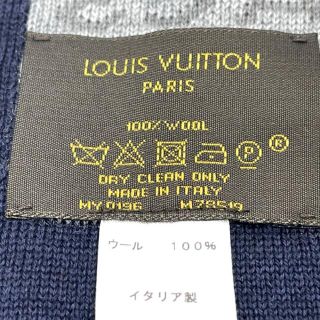 LOUIS VUITTON
PARIS
100% WOOL
DRY CLEAN ONLY
MADE IN ITALY
MY 0196 M78519
ウール 100%
イタリア製